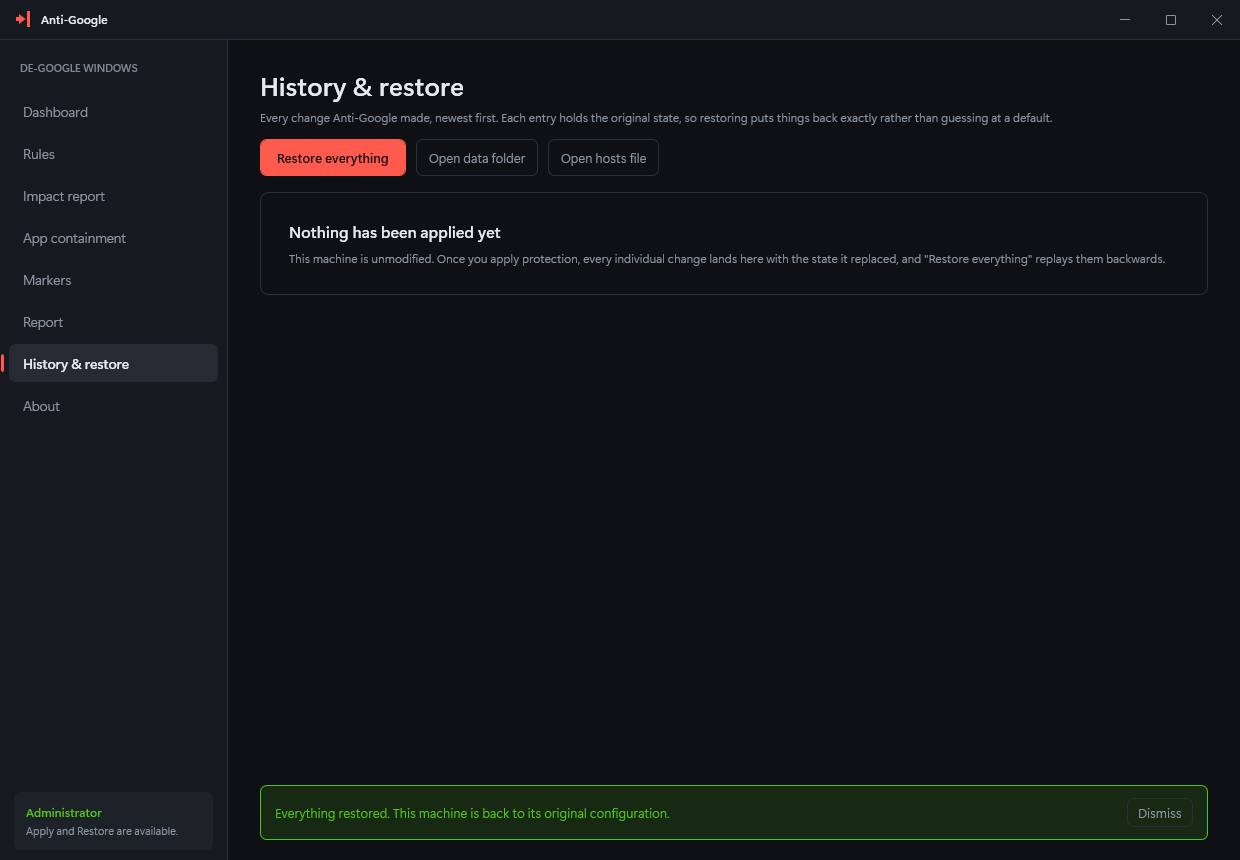 Anti-Google
DE-GOOGLE WINDOWS
Dashboard
Rules
Impact report
App containment
Markers
Report
History & restore
About
Administrator
Apply and Restore are available.
History & restore
Every change Anti-Google made, newest first. Each entry holds the original state, so restoring puts things back exactly rather than guessing at a default.
Restore everything
Open data folder
Open hosts file
Nothing has been applied yet
This machine is unmodified. Once you apply protection, every individual change lands here with the state it replaced, and "Restore everything" replays them backwards.
Everything restored. This machine is back to its original configuration.
Dismiss